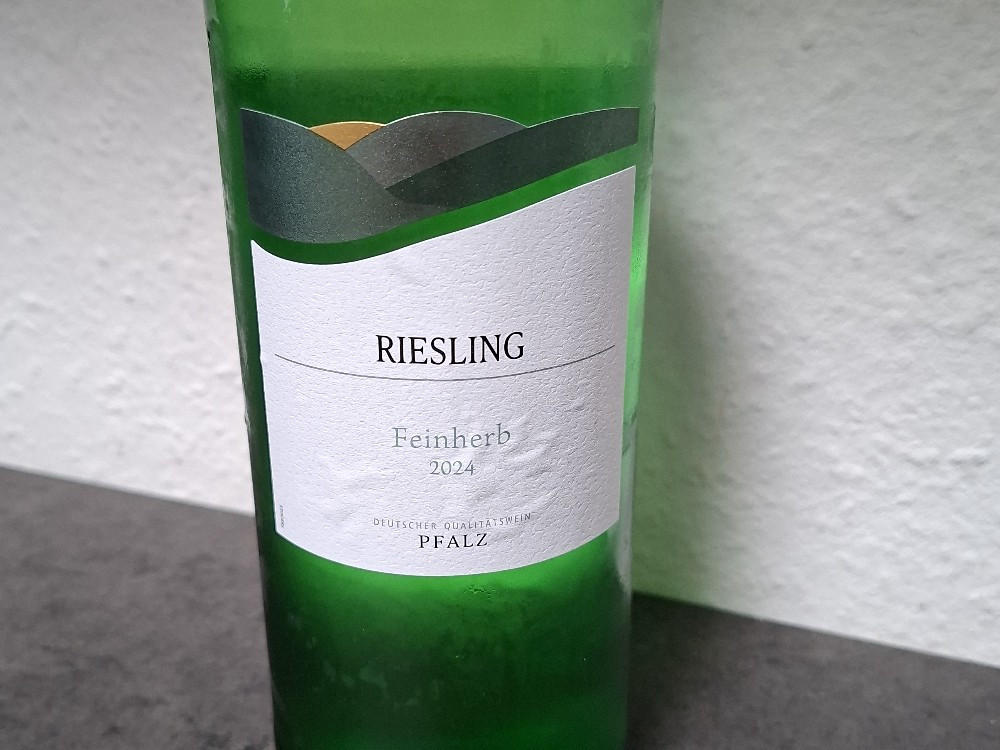 RIESLING
Feinherb
2024
DEUTSCHER QUALITÄTSWEIN
PFALZ